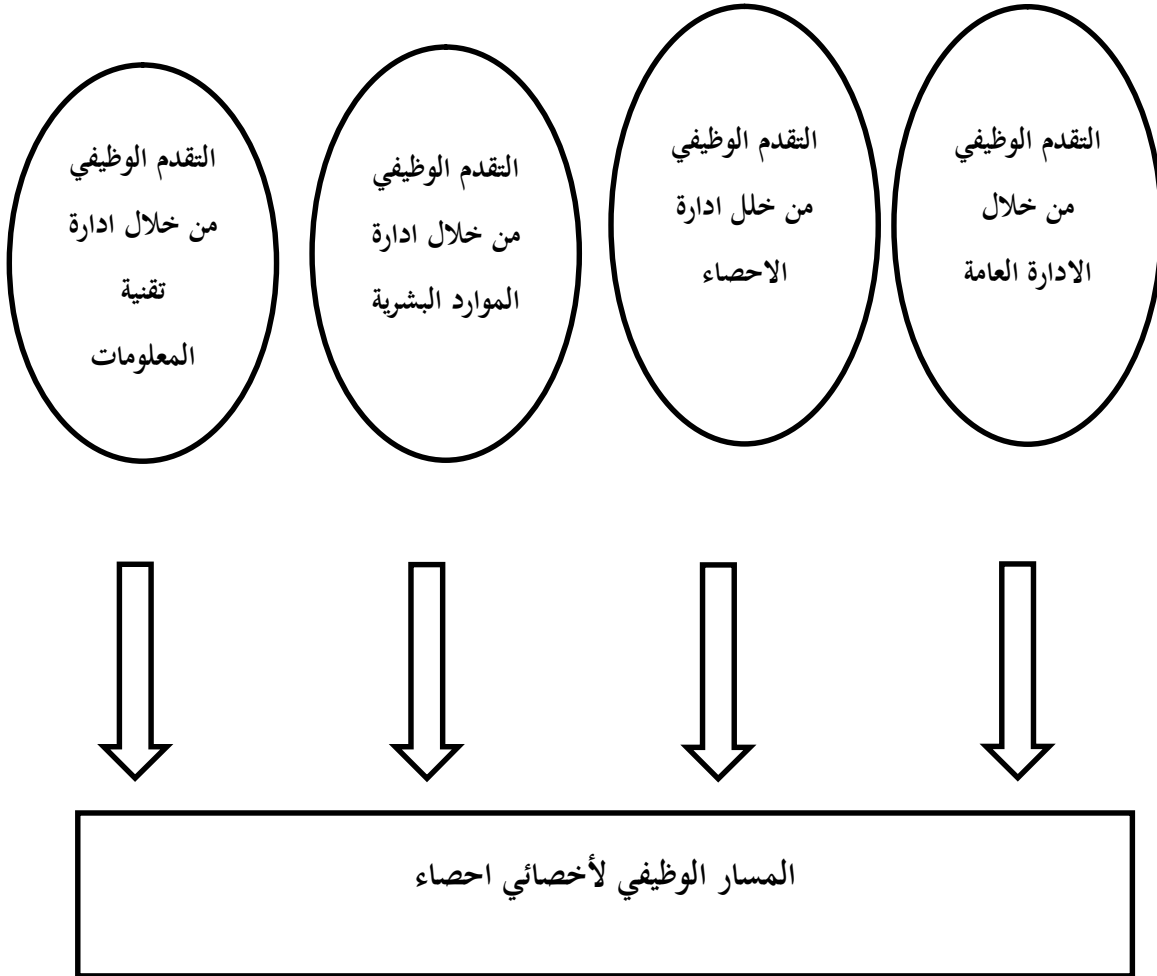 التقدم الوظيفي
من خلال
الادارة العامة
التقدم الوظيفي
من خلل ادارة
الاحصاء
التقدم الوظيفي
من خلال ادارة
الموارد البشرية
التقدم الوظيفي
من خلال ادارة
تقنية
المعلومات
المسار الوظيفي لأخصائي احصاء